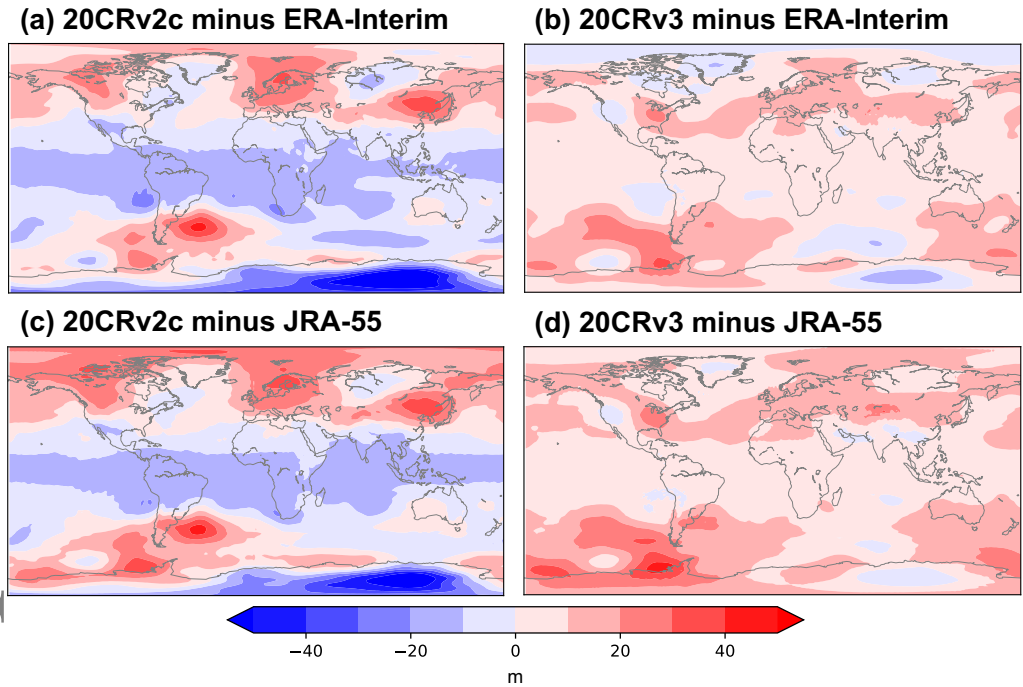 (a) 20CRv2c minus ERA-Interim
(b) 20CRv3 minus ERA-Interim
(c) 20CRv2c minus JRA-55
(d) 20CRv3 minus JRA-55
−40 −20 0 20 40
m